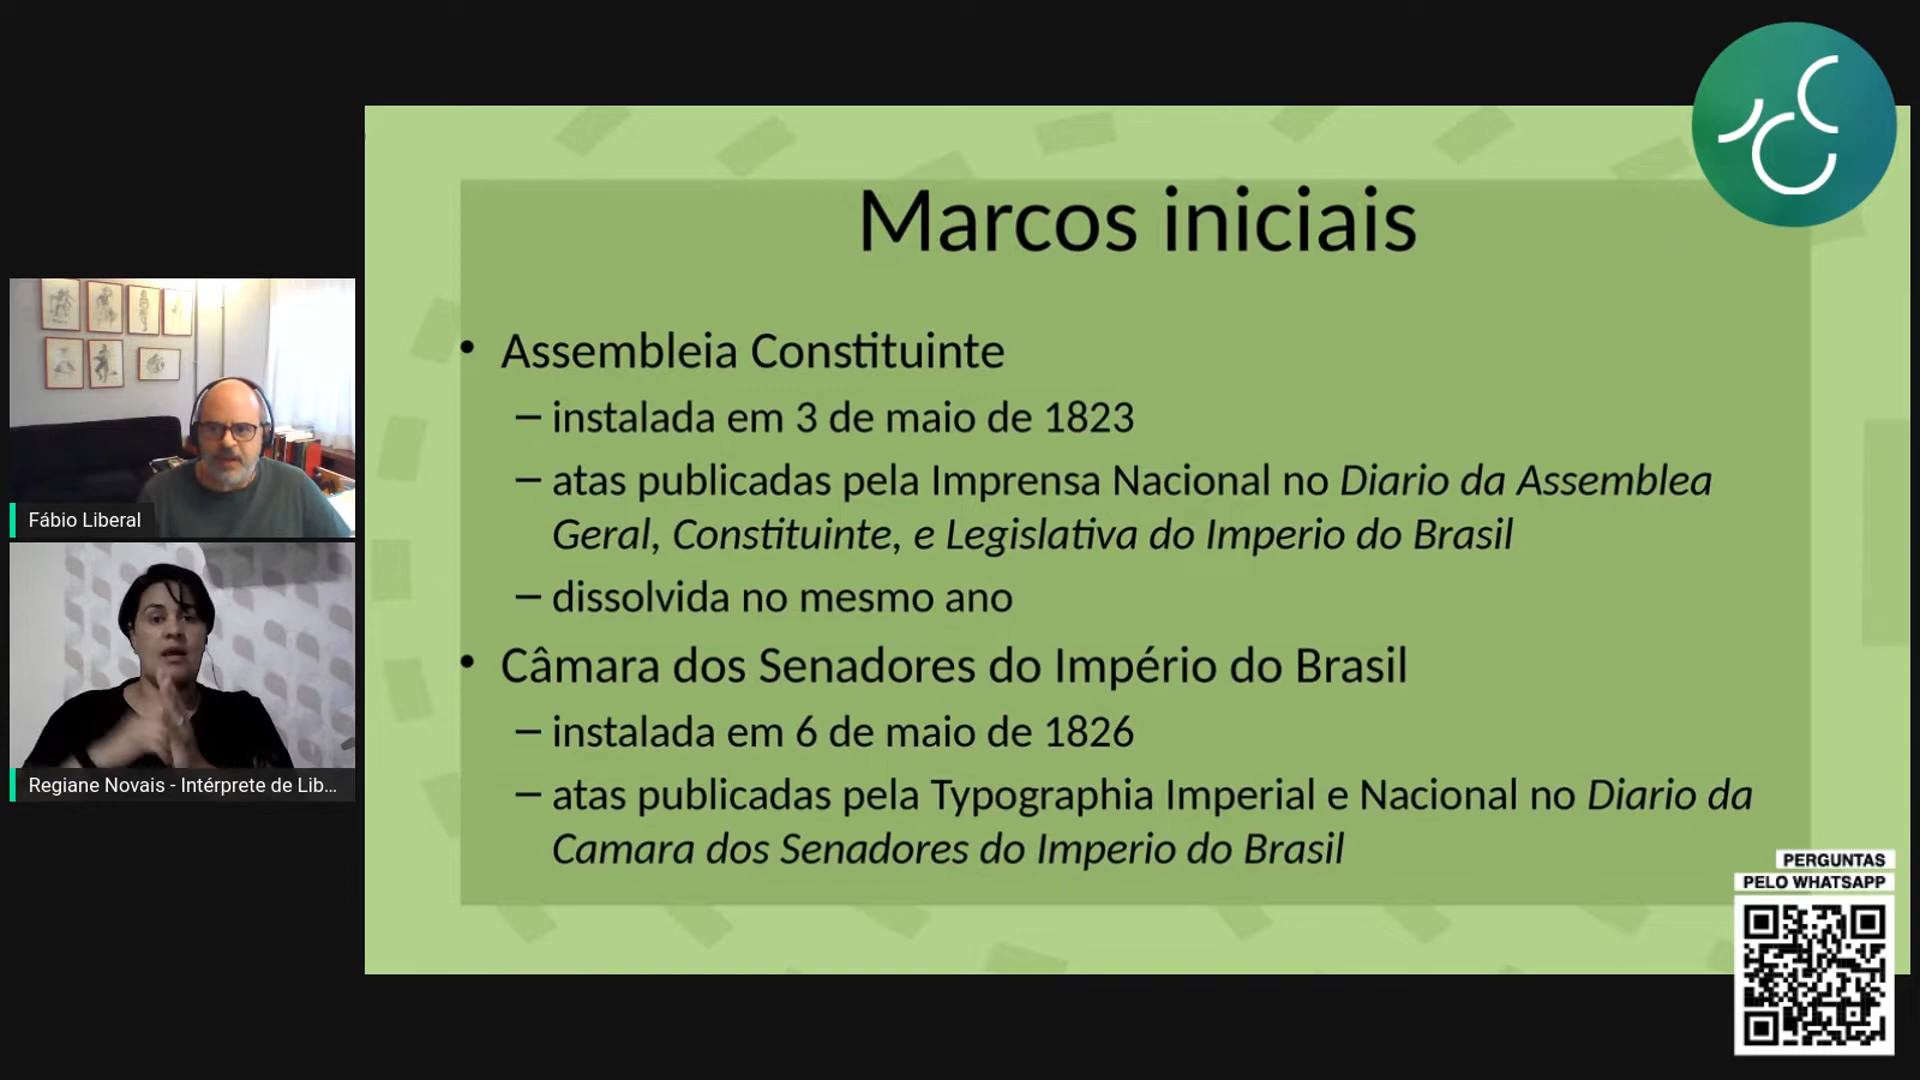 Marcos iniciais
• Assembleia Constituinte
– instalada em 3 de maio de 1823
– atas publicadas pela Imprensa Nacional no Diario da Assemblea
Geral, Constituinte, e Legislativa do Imperio do Brasil
– dissolvida no mesmo ano
• Câmara dos Senadores do Império do Brasil
– instalada em 6 de maio de 1826
– atas publicadas pela Typographia Imperial e Nacional no Diario da
Camara dos Senadores do Imperio do Brasil
Fábio Liberal
Regiane Novais - Intérprete de Lib...
PERGUNTAS
PELO WHATSAPP